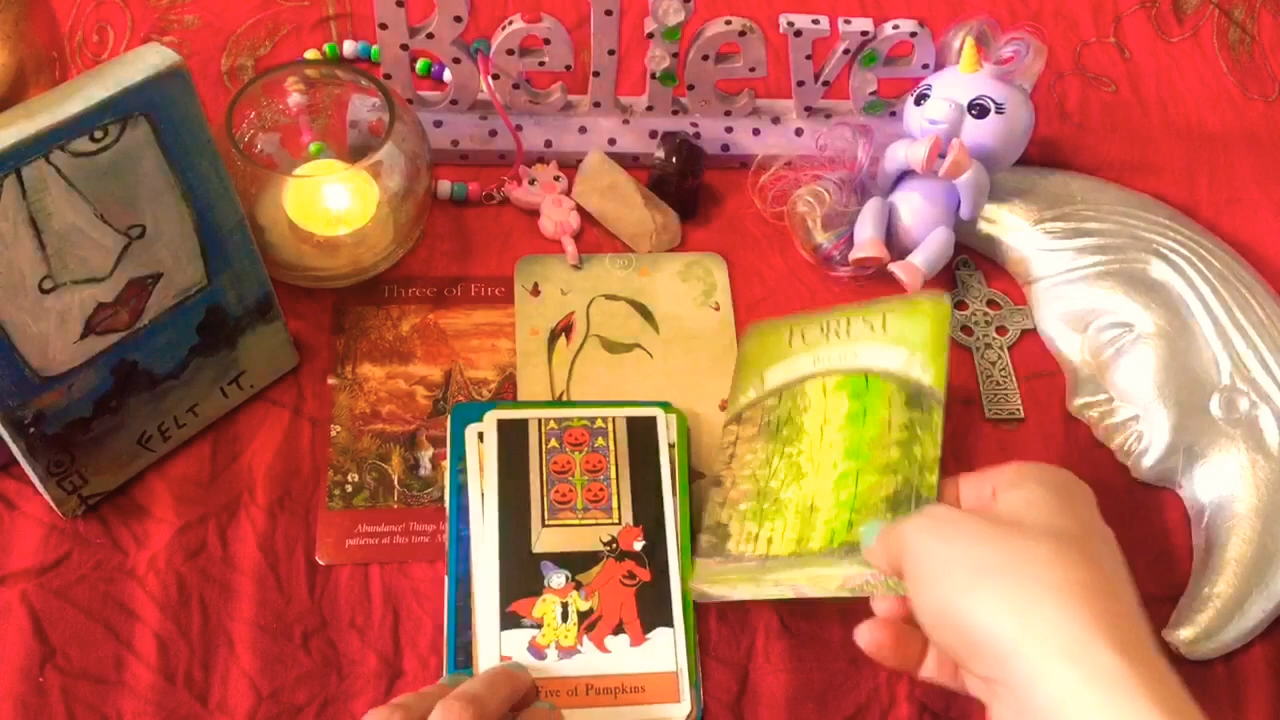 Believe
FELT IT.
Three of Fire
20
FOREST
Abundance! Things
patience at this time.
Five of Pumpkins